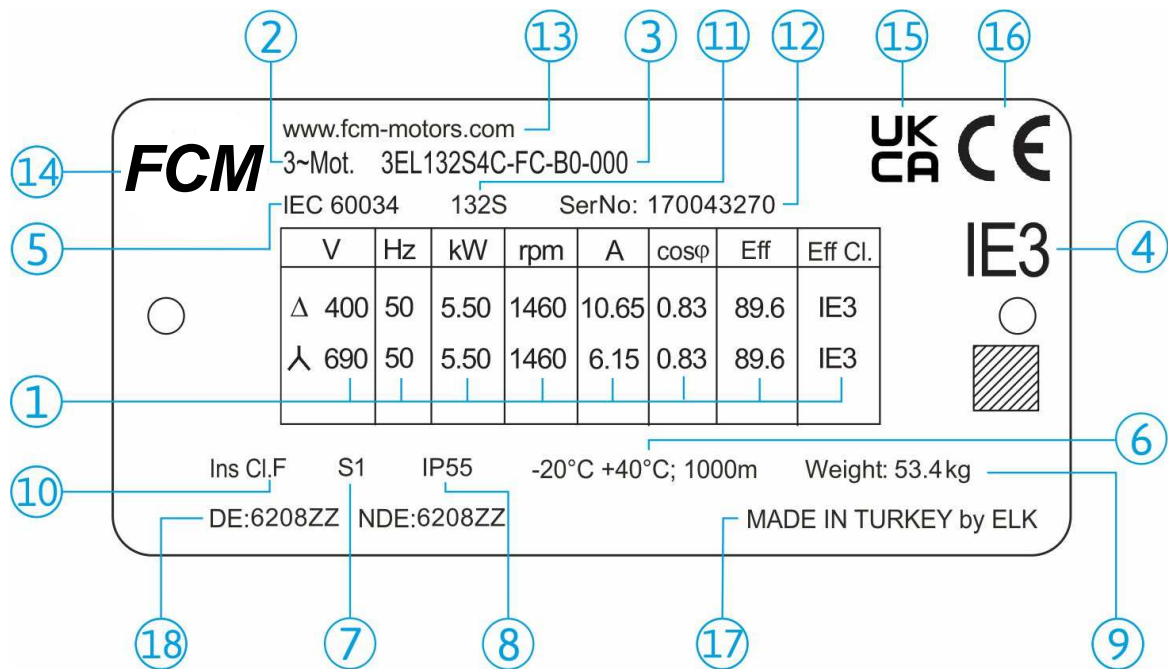 2 13 3 11 12 15 16
www.fcm-motors.com
UK CA CE
14 FCM 3~Mot. 3EL132S4C-FC-B0-000
5 IEC 60034 132S SerNo: 170043270
IE3 4
V Hz kW rpm A cosφ Eff Eff Cl.
Δ 400 50 5.50 1460 10.65 0.83 89.6 IE3
⅄ 690 50 5.50 1460 6.15 0.83 89.6 IE3
1
6
10 Ins Cl.F S1 IP55 -20°C +40°C; 1000m Weight: 53.4kg
DE:6208ZZ NDE:6208ZZ MADE IN TURKEY by ELK
18 7 8 17 9